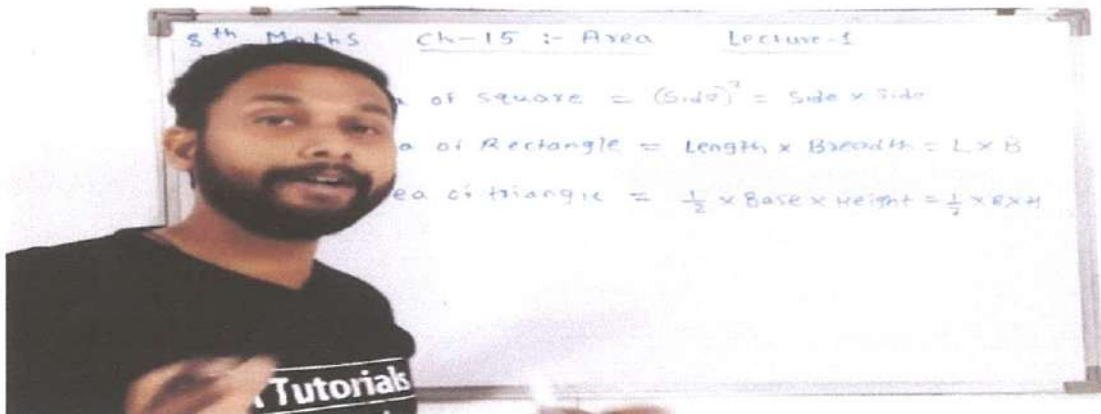 8th Maths Ch-15 :- Area Lecture-1
a of square = (Side)² = Side × Side
a of Rectangle = Length × Breadth = L × B
ea of triangle = 1/2 × Base × Height = 1/2 × B × H
Tutorials